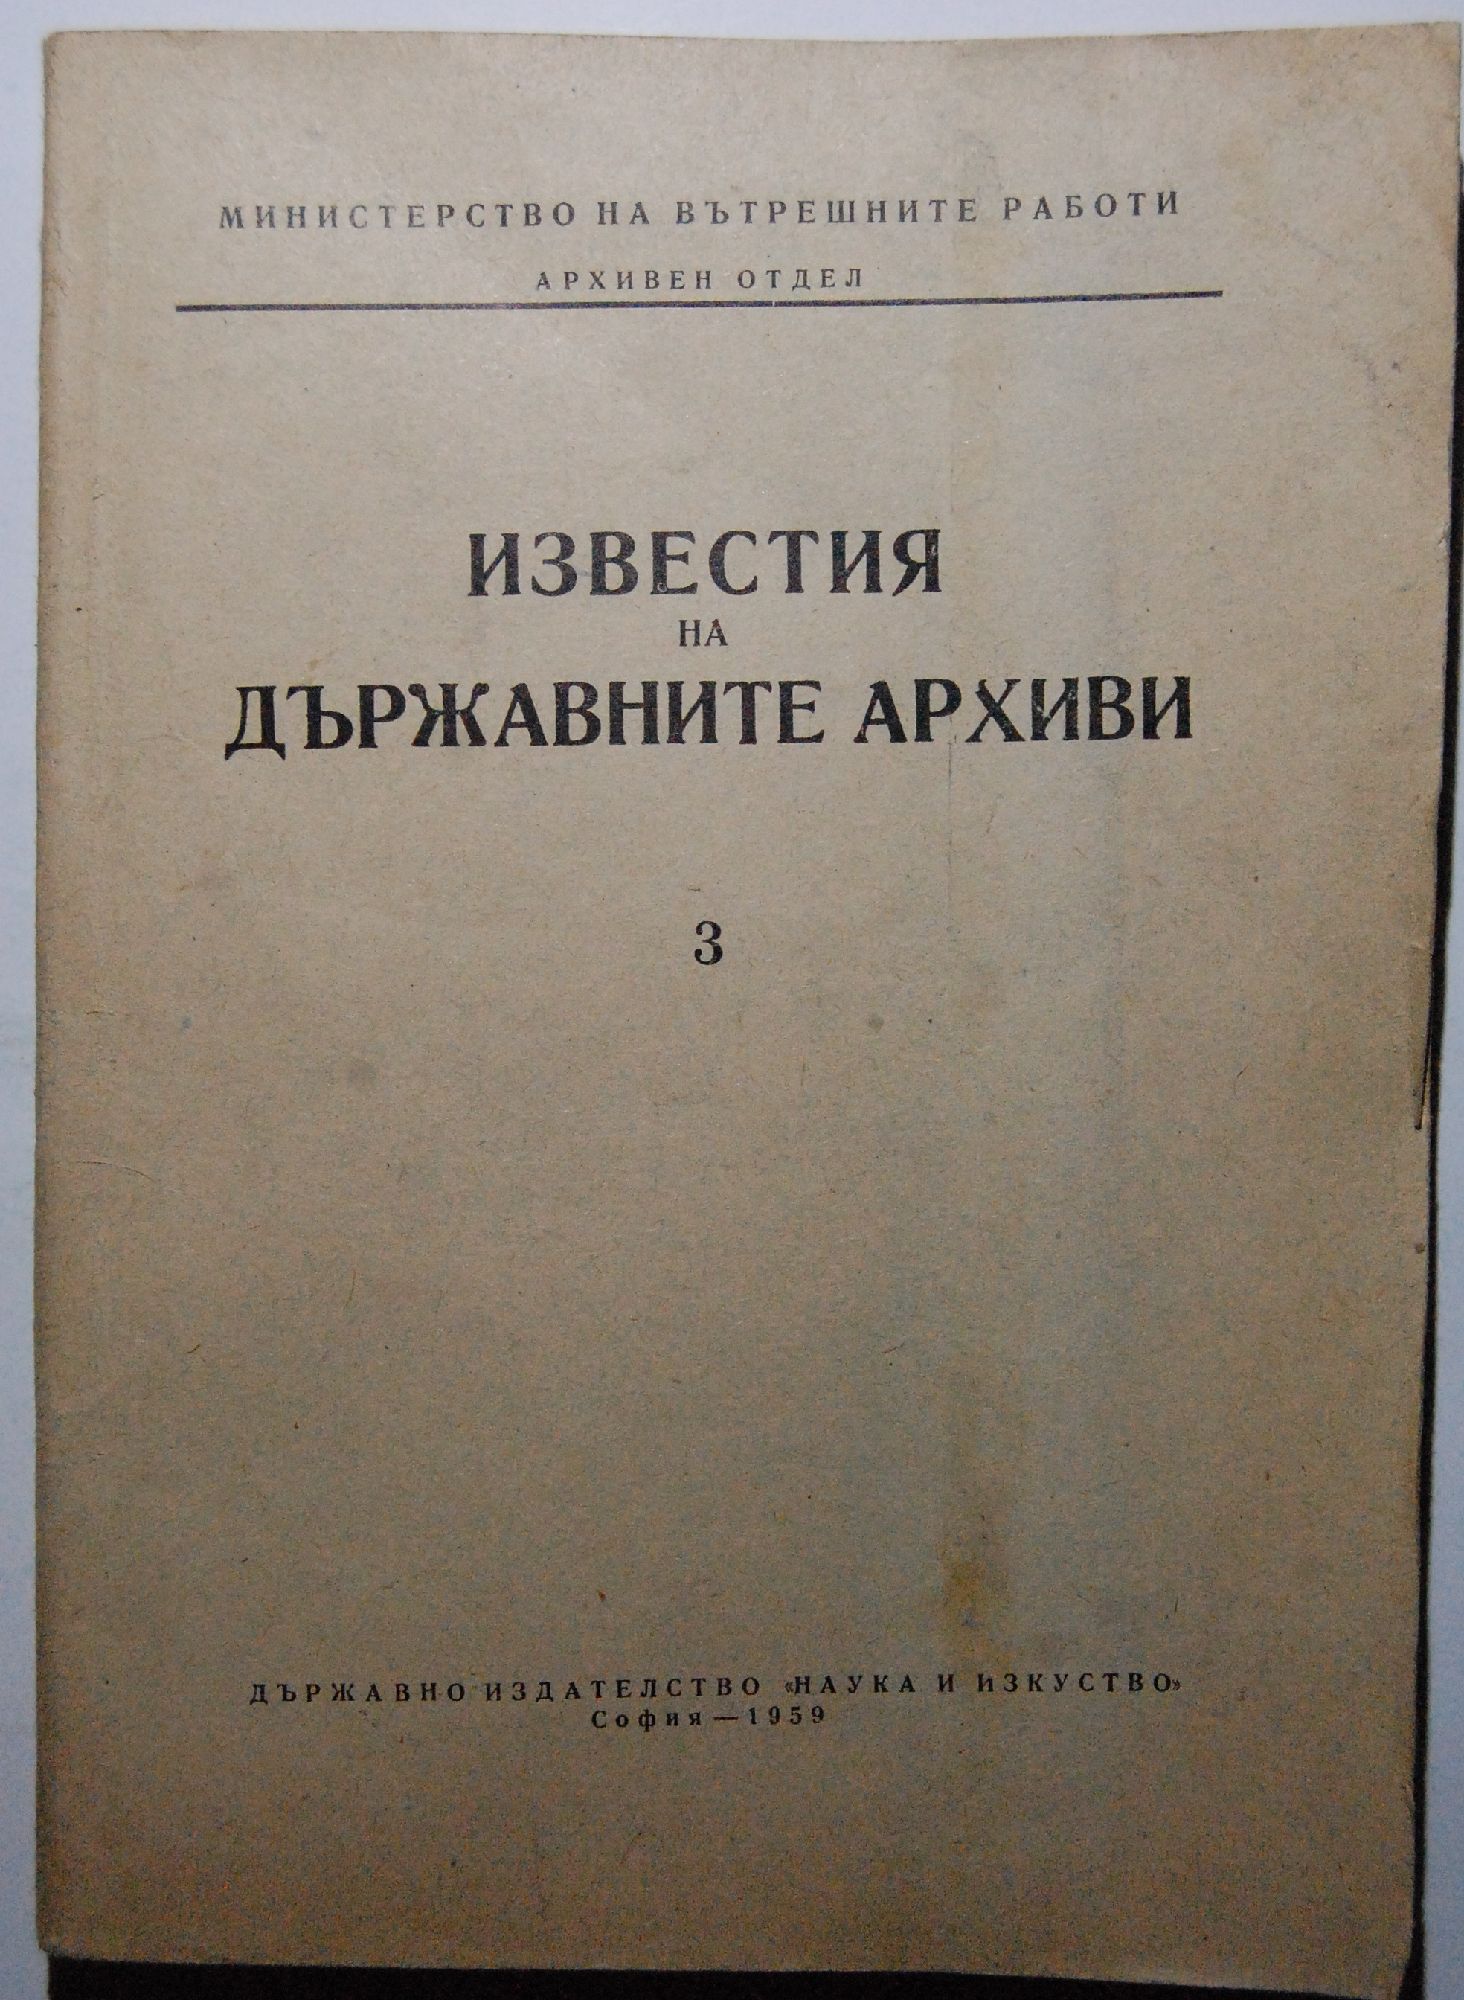 МИНИСТЕРСТВО НА ВЪТРЕШНИТЕ РАБОТИ
АРХИВЕН ОТДЕЛ
ИЗВЕСТИЯ
НА
ДЪРЖАВНИТЕ АРХИВИ
3
ДЪРЖАВНО ИЗДАТЕЛСТВО «НАУКА И ИЗКУСТВО»
София — 1959